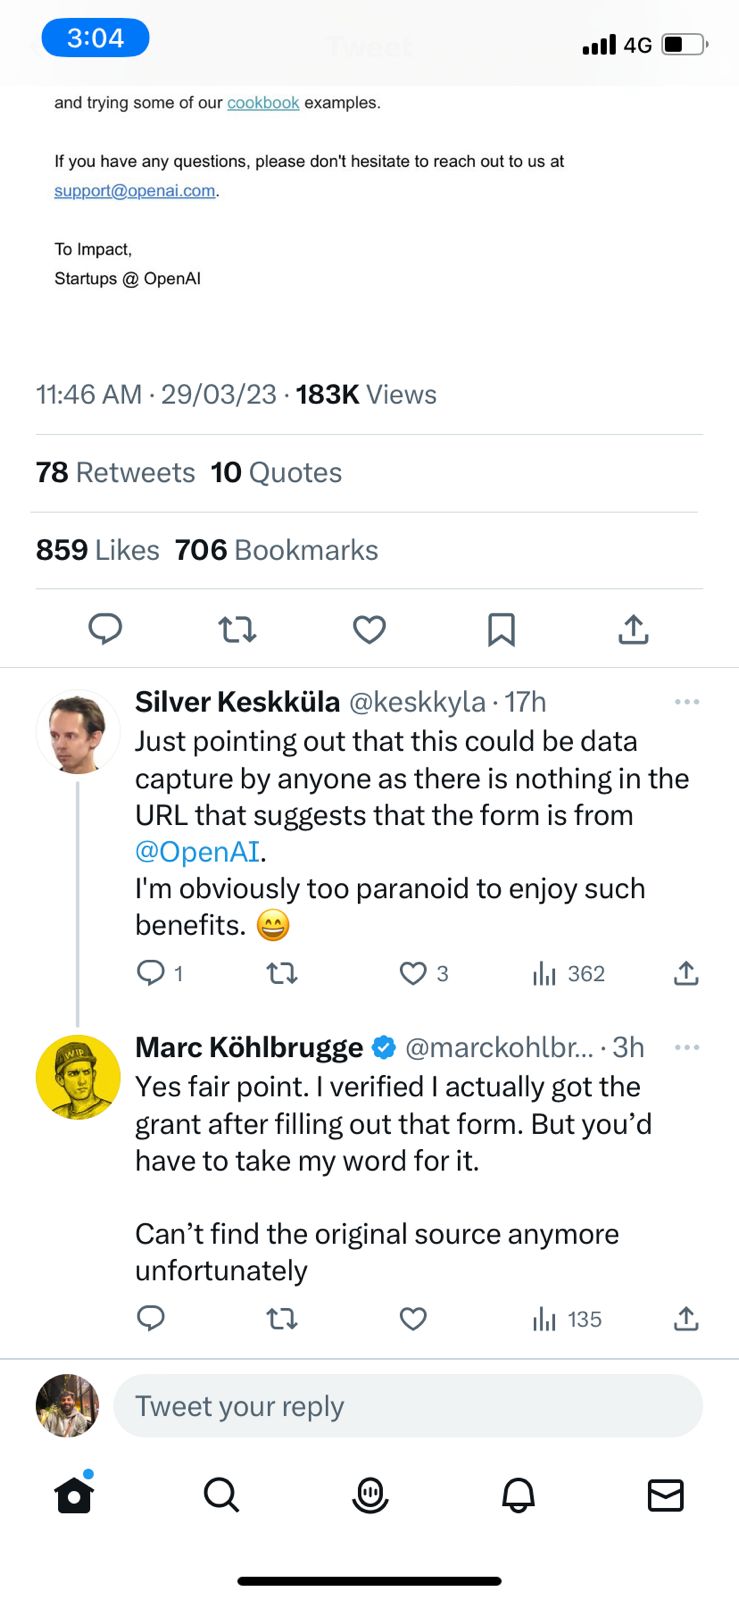 3:04
4G
Tweet
and trying some of our cookbook examples.
If you have any questions, please don't hesitate to reach out to us at
support@openai.com.
To Impact,
Startups @ OpenAI
11:46 AM · 29/03/23 · 183K Views
78 Retweets 10 Quotes
859 Likes 706 Bookmarks
Silver Keskküla @keskkyla · 17h
Just pointing out that this could be data
capture by anyone as there is nothing in the
URL that suggests that the form is from
@OpenAI.
I'm obviously too paranoid to enjoy such
benefits. 😄
1 3 362
WIP
Marc Köhlbrugge @marckohlbr... · 3h
Yes fair point. I verified I actually got the
grant after filling out that form. But you’d
have to take my word for it.
Can’t find the original source anymore
unfortunately
135
Tweet your reply